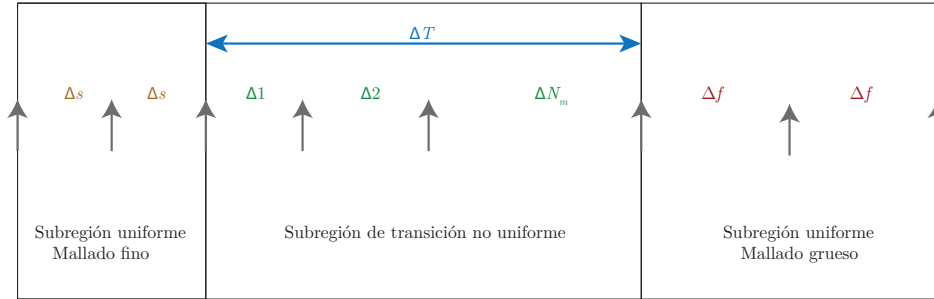 ΔT
Δs Δs Δ1 Δ2 ΔN_m Δf Δf
Subregión uniforme
Mallado fino
Subregión de transición no uniforme
Subregión uniforme
Mallado grueso